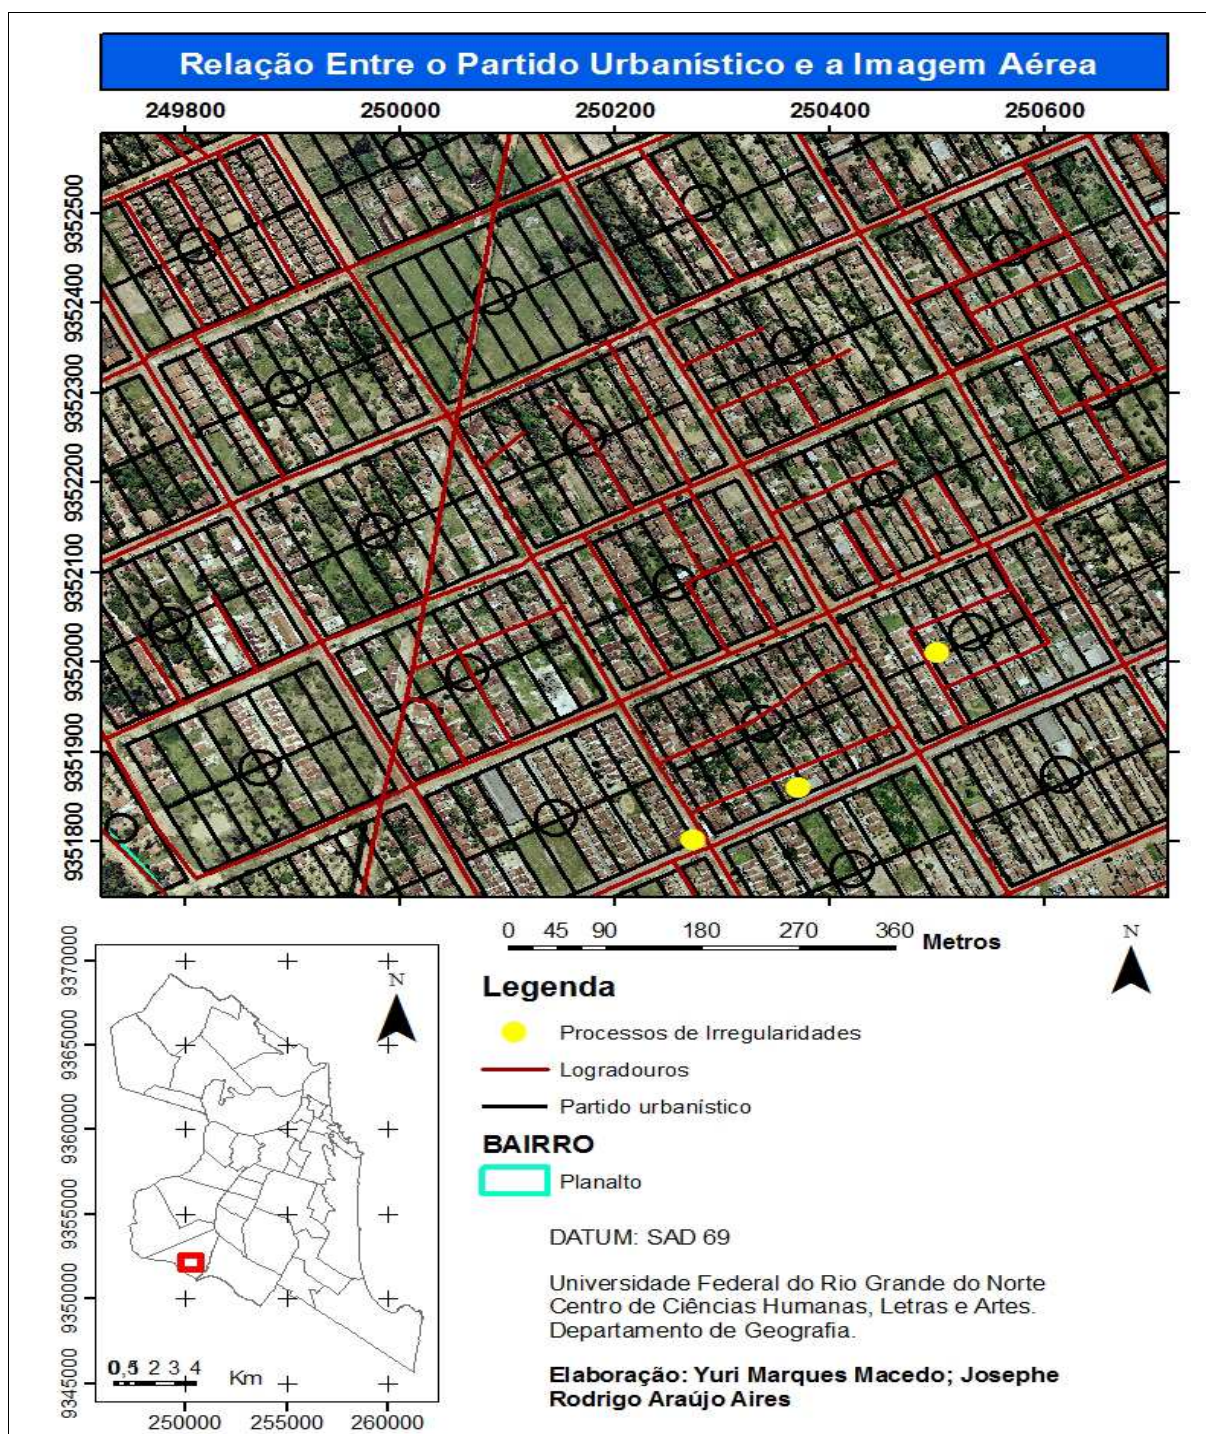 Relação Entre o Partido Urbanístico e a Imagem Aérea
249800 250000 250200 250400 250600
9352500
9352400
9352300
9352200
9352100
9352000
9351900
9351800
0 45 90 180 270 360 Metros
N
Legenda
Processos de Irregularidades
Logradouros
Partido urbanístico
BAIRRO
Planalto
DATUM: SAD 69
Universidade Federal do Rio Grande do Norte
Centro de Ciências Humanas, Letras e Artes.
Departamento de Geografia.
Elaboração: Yuri Marques Macedo; Josephe
Rodrigo Araújo Aires
9370000
9365000
9360000
9355000
9350000
9345000
N
2 3 4 Km
250000 255000 260000